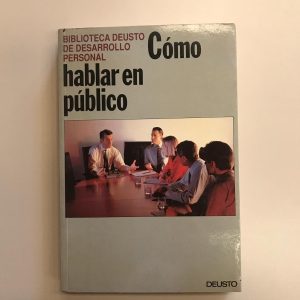 BIBLIOTECA DEUSTO
DE DESARROLLO
PERSONAL
Cómo
hablar en
público
DEUSTO